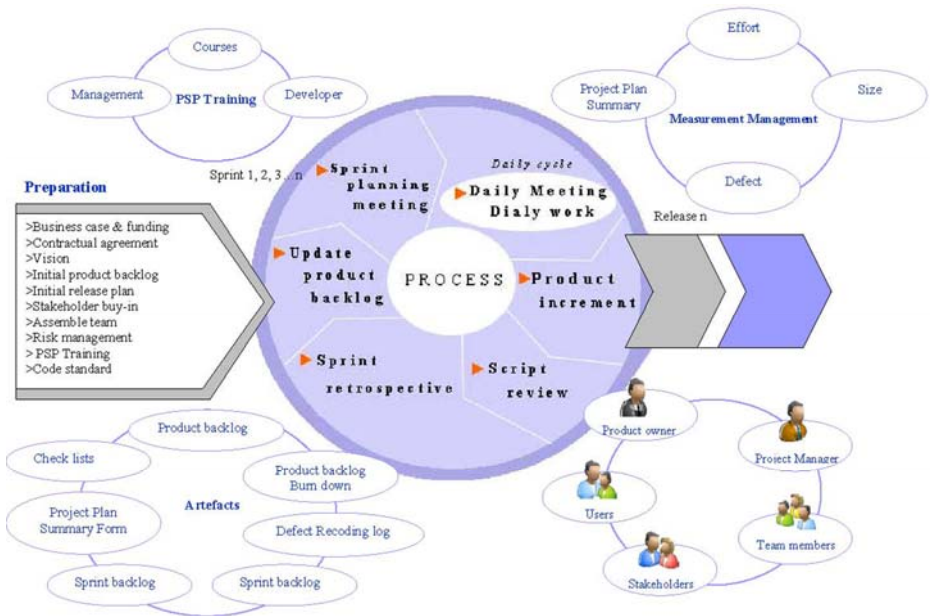 Courses
Management
PSP Training
Developer
Effort
Project Plan
Summary
Size
Measurement Management
Defect
Preparation
>Business case & funding
>Contractual agreement
>Vision
>Initial product backlog
>Initial release plan
>Stakeholder buy-in
>Assemble team
>Risk management
> PSP Training
>Code standard
Sprint 1, 2, 3 ...n
Sprint
planning
meeting
Daily cycle
Daily Meeting
Dialy work
Update
product
backlog
PROCESS
Product
increment
Sprint
retrospective
Script
review
Release n
Product backlog
Check lists
Product backlog
Burn down
Artefacts
Project Plan
Summary Form
Defect Recoding log
Sprint backlog
Sprint backlog
Product owner
Project Manager
Users
Team members
Stakeholders